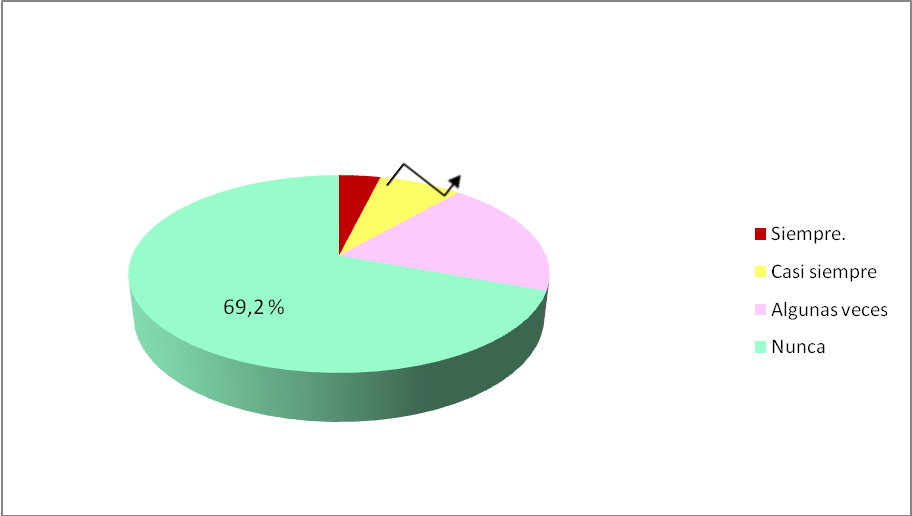 69,2 %
Siempre.
Casi siempre
Algunas veces
Nunca